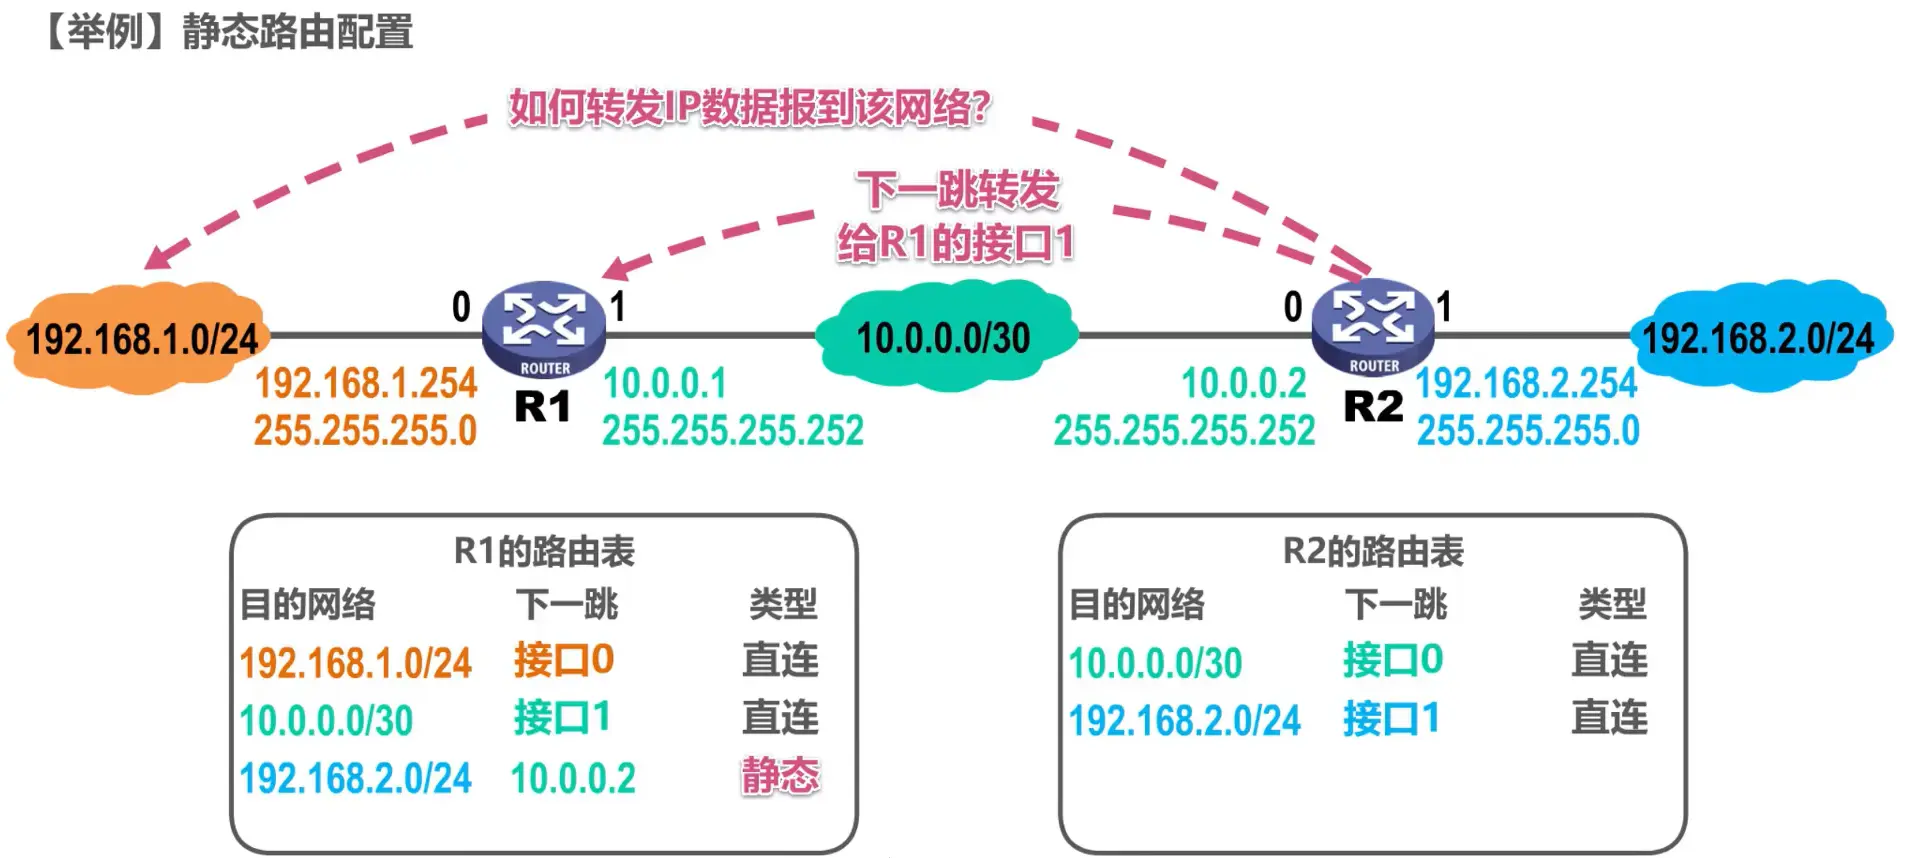 【举例】静态路由配置
如何转发IP数据报到该网络?
下一跳转发
给R1的接口1
0
1
0
1
192.168.1.0/24
10.0.0.0/30
192.168.2.0/24
ROUTER
ROUTER
192.168.1.254
255.255.255.0
R1
10.0.0.1
255.255.255.252
10.0.0.2
255.255.255.252
R2
192.168.2.254
255.255.255.0
R1的路由表
目的网络 下一跳 类型
192.168.1.0/24 接口0 直连
10.0.0.0/30 接口1 直连
192.168.2.0/24 10.0.0.2 静态
R2的路由表
目的网络 下一跳 类型
10.0.0.0/30 接口0 直连
192.168.2.0/24 接口1 直连